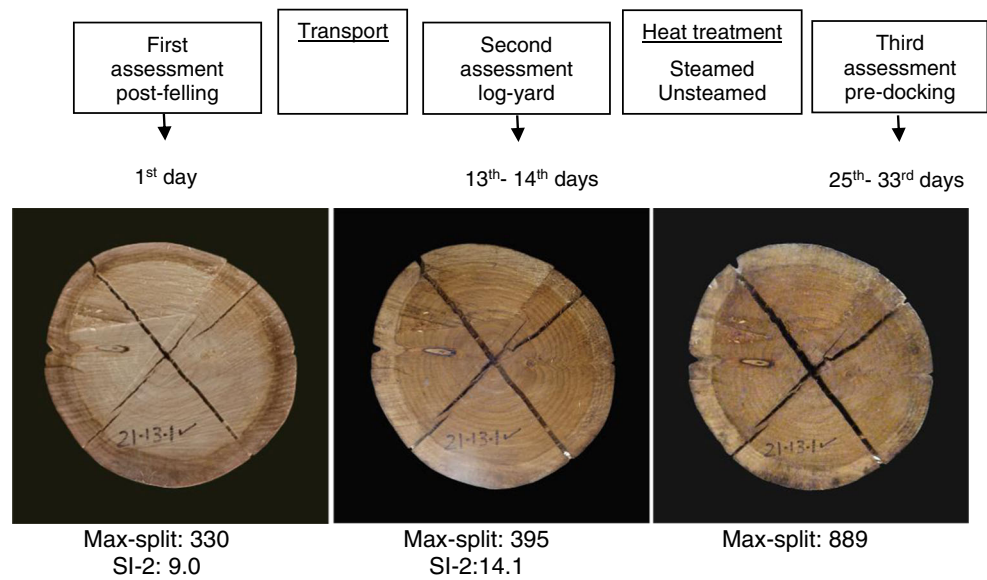 First
assessment
post-felling
Transport
Second
assessment
log-yard
Heat treatment
Steamed
Unsteamed
Third
assessment
pre-docking
1st day
13th- 14th days
25th- 33rd days
21-13-1✓
21-13-1✓
21-13-1✓
Max-split: 330
SI-2: 9.0
Max-split: 395
SI-2:14.1
Max-split: 889